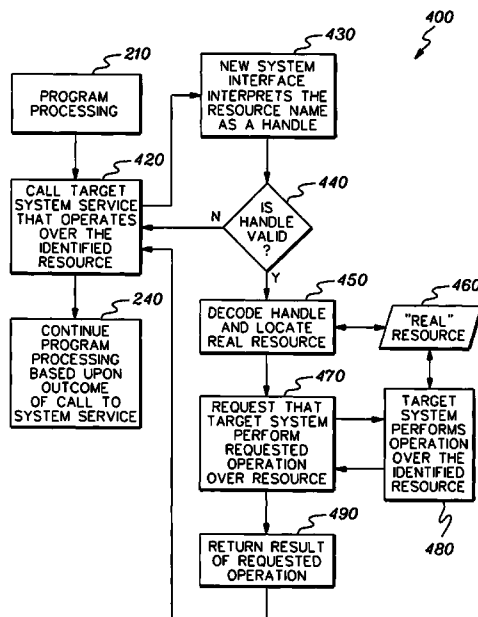 400
210
PROGRAM
PROCESSING
420
CALL TARGET
SYSTEM SERVICE
THAT OPERATES
OVER THE
IDENTIFIED
RESOURCE
240
CONTINUE
PROGRAM
PROCESSING
BASED UPON
OUTCOME
OF CALL TO
SYSTEM SERVICE
430
NEW SYSTEM
INTERFACE
INTERPRETS THE
RESOURCE NAME
AS A HANDLE
440
IS
HANDLE
VALID
?
N
Y
450
DECODE HANDLE
AND LOCATE
REAL RESOURCE
460
"REAL"
RESOURCE
470
REQUEST THAT
TARGET SYSTEM
PERFORM
REQUESTED
OPERATION
OVER RESOURCE
TARGET
SYSTEM
PERFORMS
OPERATION
OVER THE
IDENTIFIED
RESOURCE
480
490
RETURN RESULT
OF REQUESTED
OPERATION